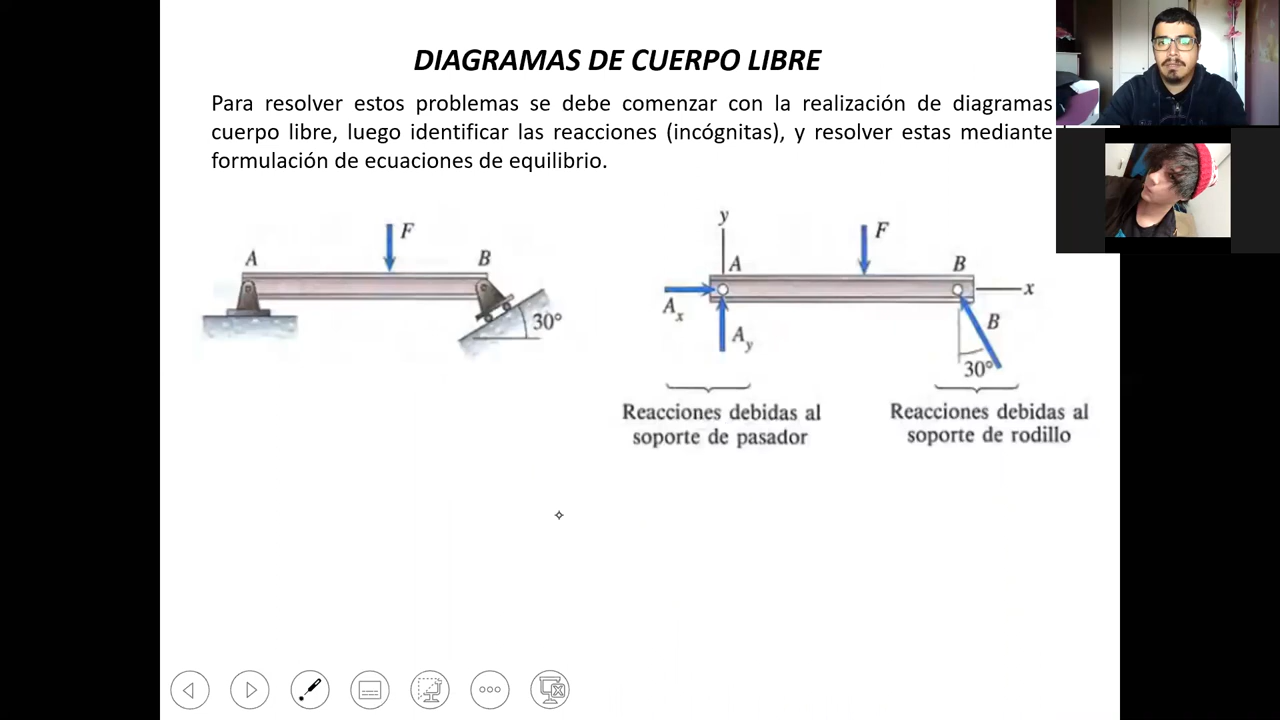 DIAGRAMAS DE CUERPO LIBRE
Para resolver estos problemas se debe comenzar con la realización de diagramas
cuerpo libre, luego identificar las reacciones (incógnitas), y resolver estas mediante
formulación de ecuaciones de equilibrio.
A
F
B
30°
y
A
F
B
x
A_x
A_y
B
30°
Reacciones debidas al
soporte de pasador
Reacciones debidas al
soporte de rodillo